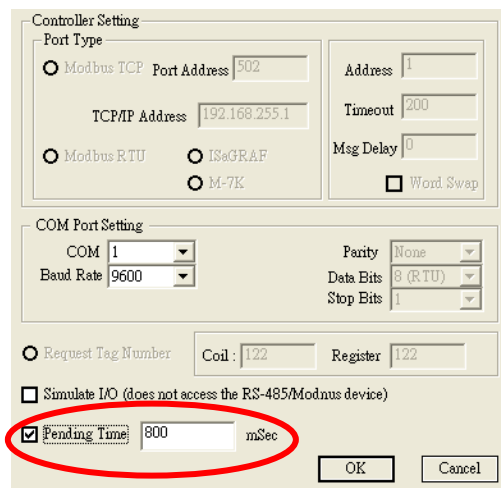 Controller Setting
Port Type
Modbus TCP Port Address 502
TCP/IP Address 192.168.255.1
Modbus RTU ISaGRAF
M-7K
Address 1
Timeout 200
Msg Delay 0
Word Swap
COM Port Setting
COM 1
Baud Rate 9600
Parity None
Data Bits 8 (RTU)
Stop Bits 1
Request Tag Number Coil : 122 Register 122
Simulate I/O (does not access the RS-485/Modnus device)
Pending Time 800 mSec
OK Cancel